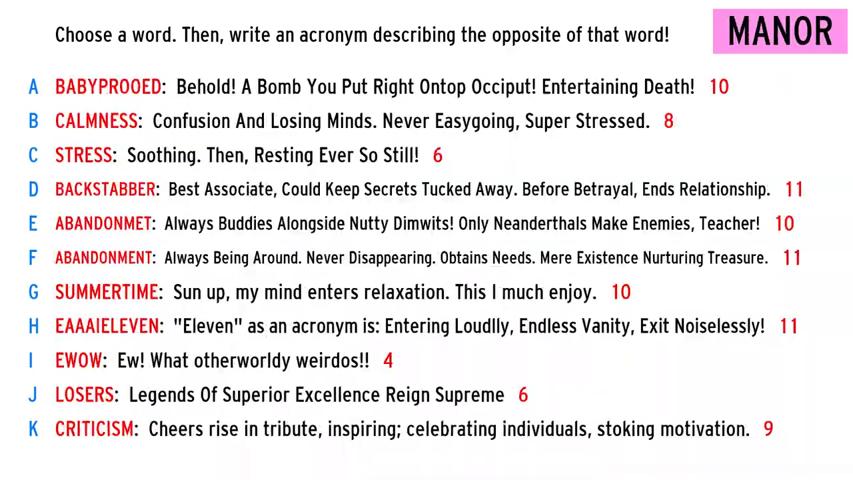 Choose a word. Then, write an acronym describing the opposite of that word!
MANOR
A BABYPROOED: Behold! A Bomb You Put Right Ontop Occiput! Entertaining Death! 10
B CALMNESS: Confusion And Losing Minds. Never Easygoing, Super Stressed. 8
C STRESS: Soothing. Then, Resting Ever So Still! 6
D BACKSTABBER: Best Associate, Could Keep Secrets Tucked Away. Before Betrayal, Ends Relationship. 11
E ABANDONMET: Always Buddies Alongside Nutty Dimwits! Only Neanderthals Make Enemies, Teacher! 10
F ABANDONMENT: Always Being Around. Never Disappearing. Obtains Needs. Mere Existence Nurturing Treasure. 11
G SUMMERTIME: Sun up, my mind enters relaxation. This I much enjoy. 10
H EAAAIELEVEN: "Eleven" as an acronym is: Entering Loudlly, Endless Vanity, Exit Noiselessly! 11
I EWOW: Ew! What otherworldy weirdos!! 4
J LOSERS: Legends Of Superior Excellence Reign Supreme 6
K CRITICISM: Cheers rise in tribute, inspiring; celebrating individuals, stoking motivation. 9